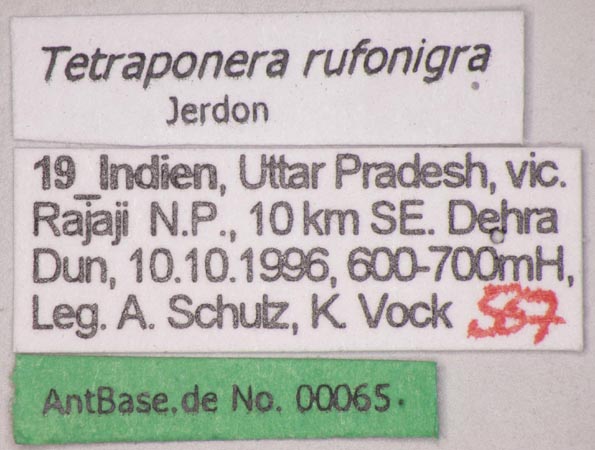 Tetraponera rufonigra
Jerdon
19_Indien, Uttar Pradesh, vic.
Rajaji N.P., 10 km SE. Dehra
Dun, 10.10.1996, 600-700mH,
Leg. A. Schulz, K. Vock 567
AntBase.de No. 00065.